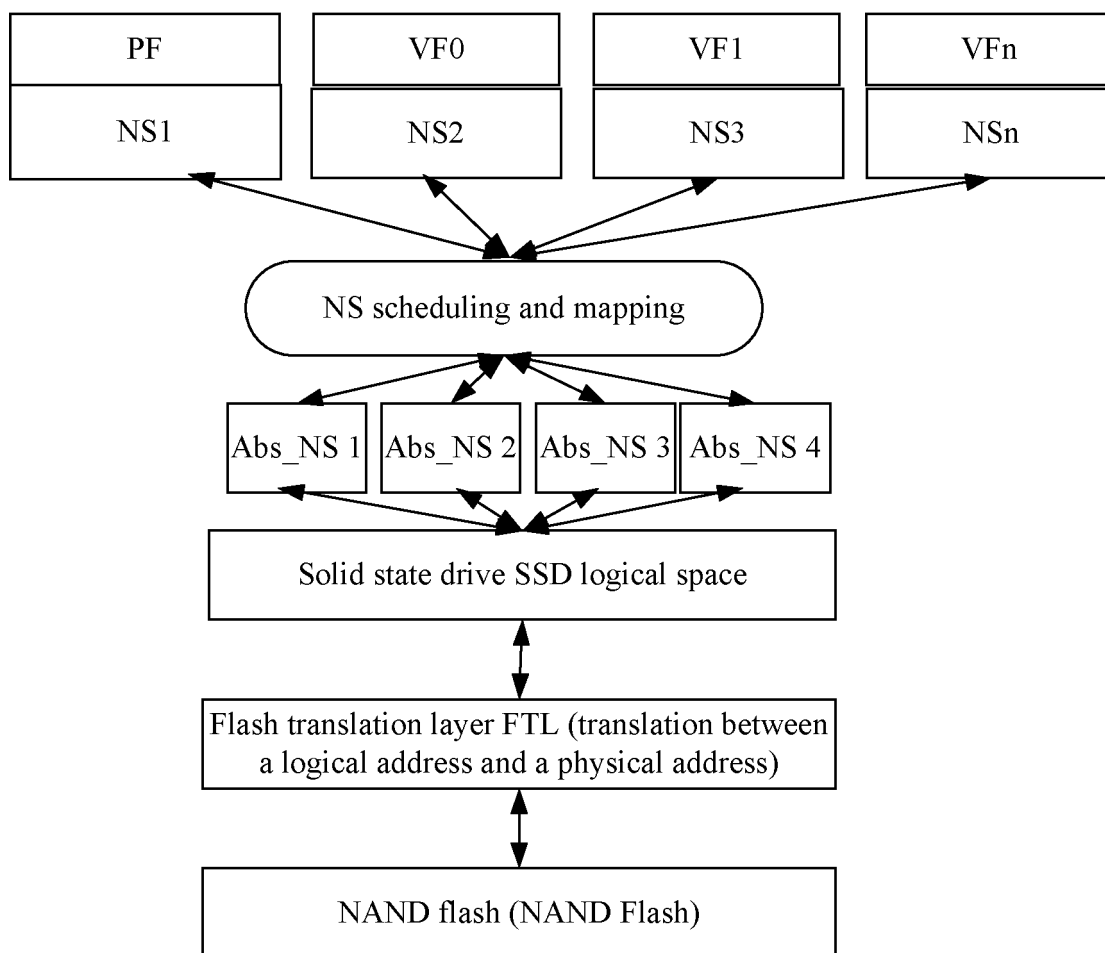 PF VF0 VF1 VFn
NS1 NS2 NS3 NSn
NS scheduling and mapping
Abs_NS 1 Abs_NS 2 Abs_NS 3 Abs_NS 4
Solid state drive SSD logical space
Flash translation layer FTL (translation between
a logical address and a physical address)
NAND flash (NAND Flash)